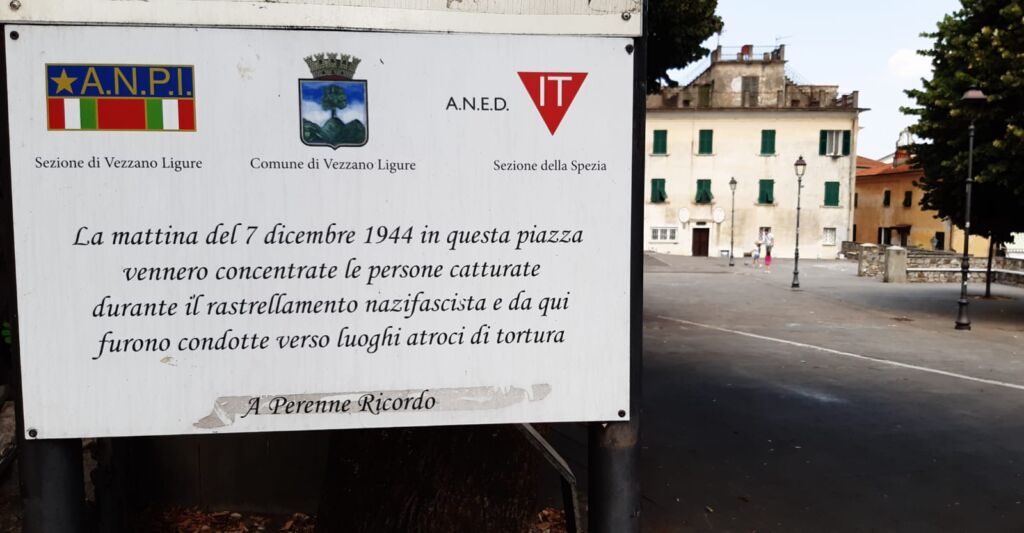 A.N.P.I.
Sezione di Vezzano Ligure
Comune di Vezzano Ligure
A.N.E.D. IT
Sezione della Spezia
La mattina del 7 dicembre 1944 in questa piazza
vennero concentrate le persone catturate
durante il rastrellamento nazifascista e da qui
furono condotte verso luoghi atroci di tortura
A Perenne Ricordo